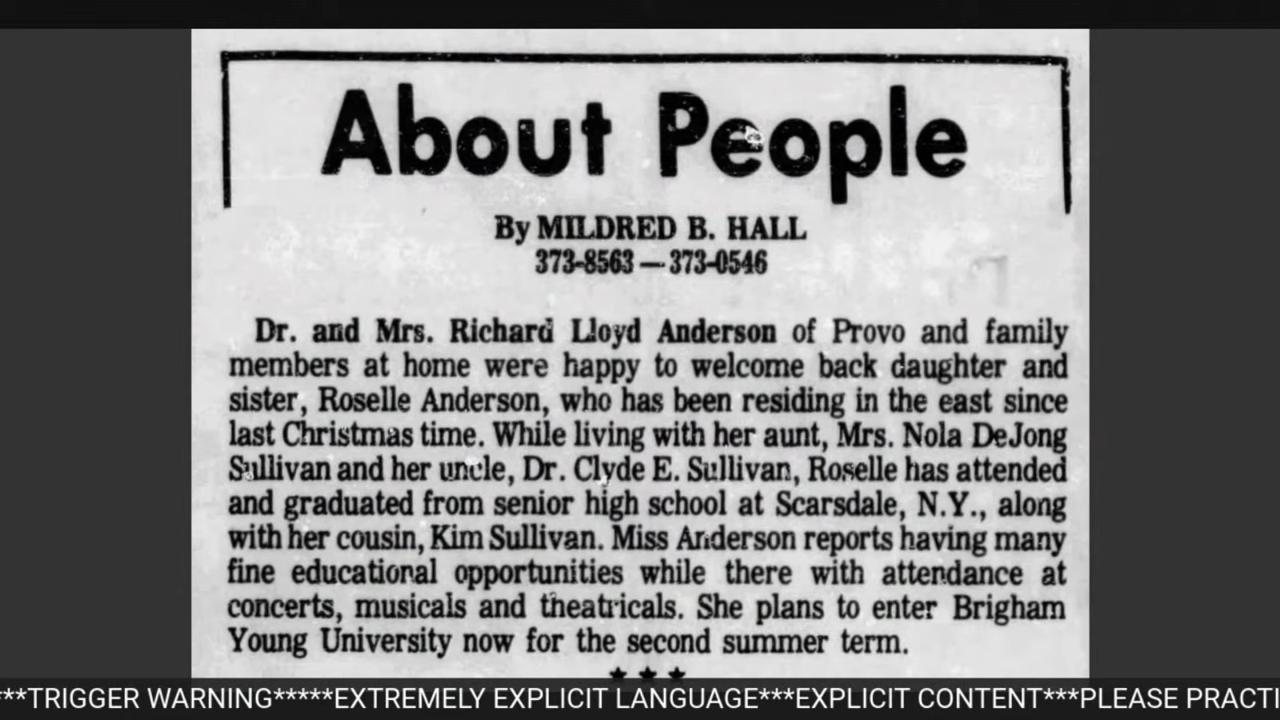 About People
By MILDRED B. HALL
373-8563 — 373-0546
Dr. and Mrs. Richard Lloyd Anderson of Provo and family
members at home were happy to welcome back daughter and
sister, Roselle Anderson, who has been residing in the east since
last Christmas time. While living with her aunt, Mrs. Nola DeJong
Sullivan and her uncle, Dr. Clyde E. Sullivan, Roselle has attended
and graduated from senior high school at Scarsdale, N.Y., along
with her cousin, Kim Sullivan. Miss Anderson reports having many
fine educational opportunities while there with attendance at
concerts, musicals and theatricals. She plans to enter Brigham
Young University now for the second summer term.
★ ★ ★
***TRIGGER WARNING*****EXTREMELY EXPLICIT LANGUAGE***EXPLICIT CONTENT***PLEASE PRACTI